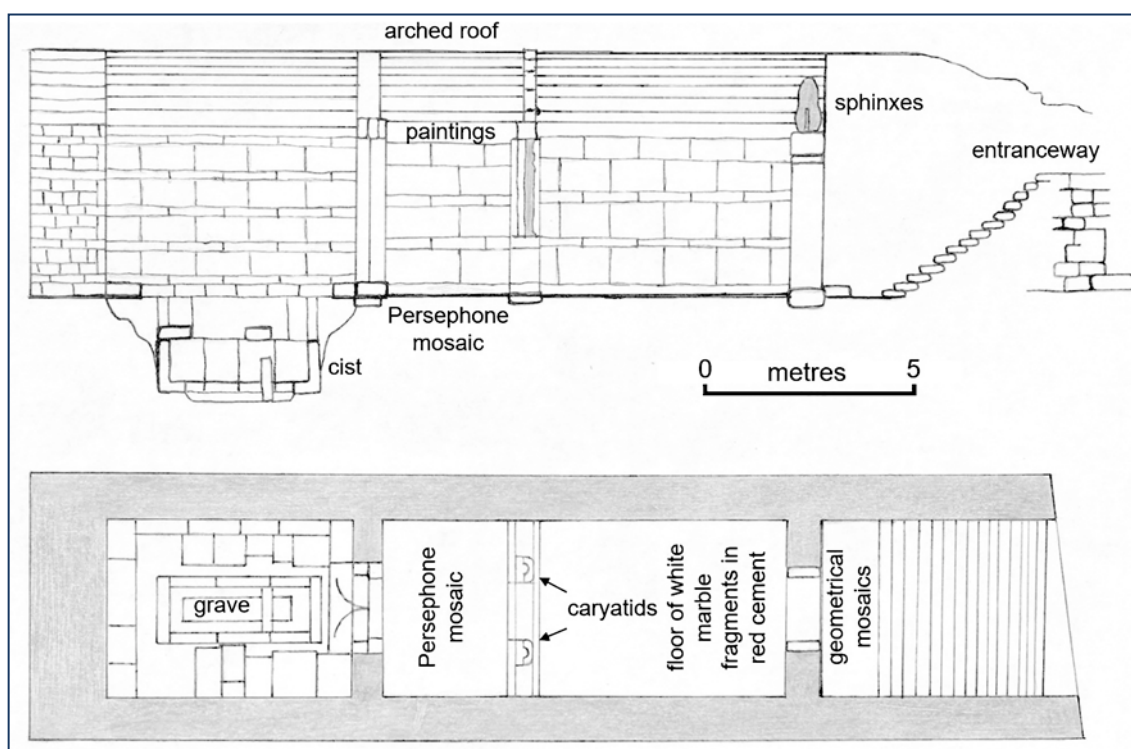 arched roof
sphinxes
paintings
entranceway
Persephone
mosaic
cist
0 metres 5
grave
Persephone
mosaic
caryatids
floor of white
marble
fragments in
red cement
geometrical
mosaics